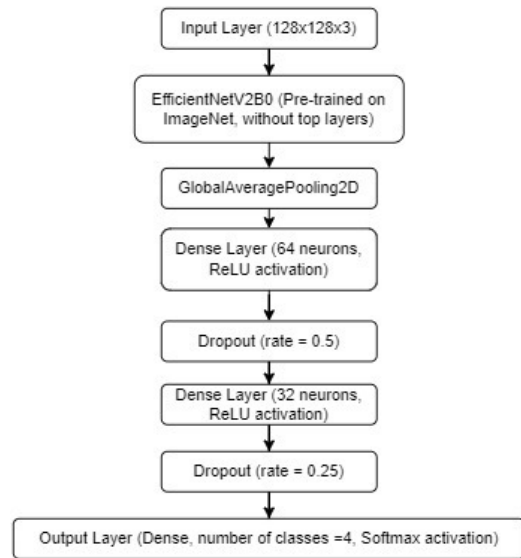 Input Layer (128x128x3)
EfficientNetV2B0 (Pre-trained on
ImageNet, without top layers)
GlobalAveragePooling2D
Dense Layer (64 neurons,
ReLU activation)
Dropout (rate = 0.5)
Dense Layer (32 neurons,
ReLU activation)
Dropout (rate = 0.25)
Output Layer (Dense, number of classes =4, Softmax activation)